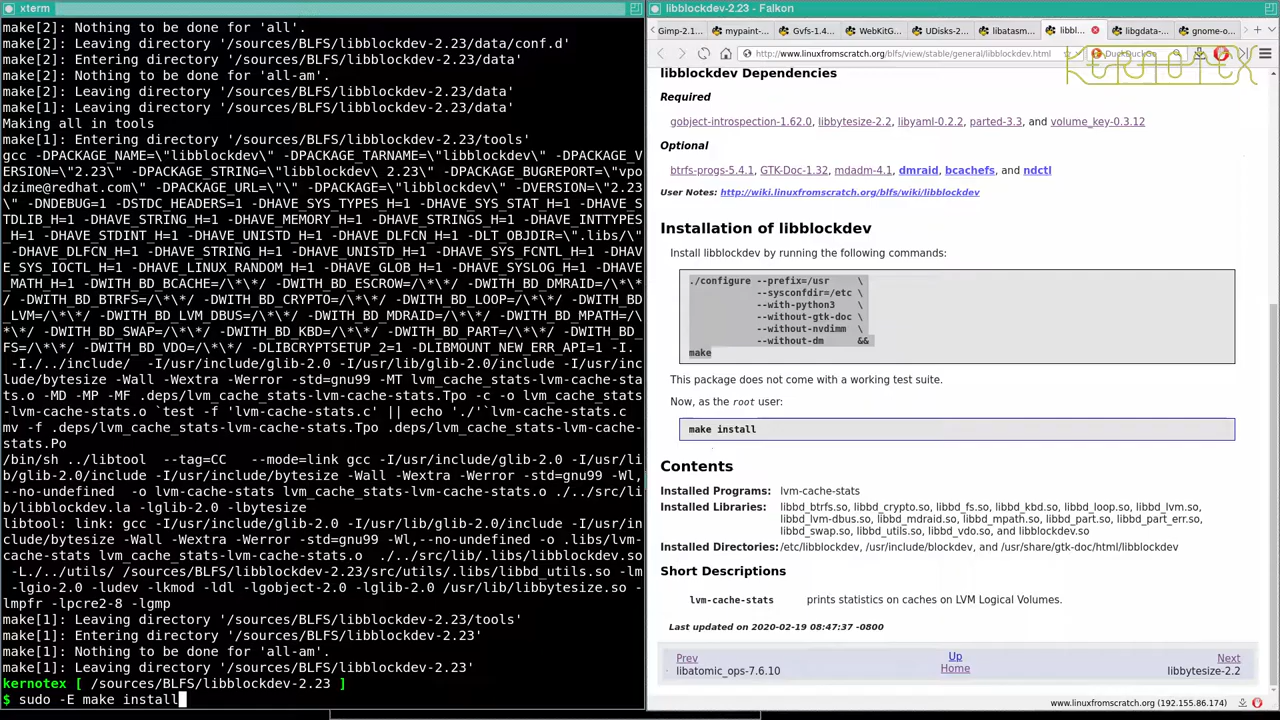 xterm
make[2]: Nothing to be done for 'all'.
make[2]: Leaving directory '/sources/BLFS/libblockdev-2.23/data/conf.d'
make[2]: Entering directory '/sources/BLFS/libblockdev-2.23/data'
make[2]: Nothing to be done for 'all-am'.
make[2]: Leaving directory '/sources/BLFS/libblockdev-2.23/data'
make[1]: Leaving directory '/sources/BLFS/libblockdev-2.23/data'
Making all in tools
make[1]: Entering directory '/sources/BLFS/libblockdev-2.23/tools'
gcc -DPACKAGE_NAME=\"libblockdev\" -DPACKAGE_TARNAME=\"libblockdev\" -DPACKAGE_V
ERSION=\"2.23\" -DPACKAGE_STRING=\"libblockdev\ 2.23\" -DPACKAGE_BUGREPORT=\"vpo
dzime@redhat.com\" -DPACKAGE_URL=\"\" -DPACKAGE=\"libblockdev\" -DVERSION=\"2.23
\" -DNDEBUG=1 -DSTDC_HEADERS=1 -DHAVE_SYS_TYPES_H=1 -DHAVE_SYS_STAT_H=1 -DHAVE_S
TDLIB_H=1 -DHAVE_STRING_H=1 -DHAVE_MEMORY_H=1 -DHAVE_STRINGS_H=1 -DHAVE_INTTYPES
_H=1 -DHAVE_STDINT_H=1 -DHAVE_UNISTD_H=1 -DHAVE_DLFCN_H=1 -DLT_OBJDIR=\".libs/\"
 -DHAVE_DLFCN_H=1 -DHAVE_STRING_H=1 -DHAVE_UNISTD_H=1 -DHAVE_SYS_FCNTL_H=1 -DHAV
E_SYS_IOCTL_H=1 -DHAVE_LINUX_RANDOM_H=1 -DHAVE_GLOB_H=1 -DHAVE_SYSLOG_H=1 -DHAVE
_MATH_H=1 -DWITH_BD_BCACHE=/\*\*/ -DWITH_BD_ESCROW=/\*\*/ -DWITH_BD_DMRAID=/\*\*
/ -DWITH_BD_BTRFS=/\*\*/ -DWITH_BD_CRYPTO=/\*\*/ -DWITH_BD_LOOP=/\*\*/ -DWITH_BD
_LVM=/\*\*/ -DWITH_BD_LVM_DBUS=/\*\*/ -DWITH_BD_MDRAID=/\*\*/ -DWITH_BD_MPATH=/\
**/ -DWITH_BD_SWAP=/\*\*/ -DWITH_BD_KBD=/\*\*/ -DWITH_BD_PART=/\*\*/ -DWITH_BD_
FS=/\*\*/ -DWITH_BD_VDO=/\*\*/ -DLIBCRYPTSETUP_2=1 -DLIBMOUNT_NEW_ERR_API=1 -I.
 -I./../include/ -I/usr/include/glib-2.0 -I/usr/lib/glib-2.0/include -I/usr/inc
lude/bytesize -Wall -Wextra -Werror -std=gnu99 -MT lvm_cache_stats-lvm-cache-sta
ts.o -MD -MP -MF .deps/lvm_cache_stats-lvm-cache-stats.Tpo -c -o lvm_cache_stats
-lvm-cache-stats.o `test -f 'lvm-cache-stats.c' || echo './'`lvm-cache-stats.c
mv -f .deps/lvm_cache_stats-lvm-cache-stats.Tpo .deps/lvm_cache_stats-lvm-cache-
stats.Po
/bin/sh ../libtool --tag=CC --mode=link gcc -I/usr/include/glib-2.0 -I/usr/li
b/glib-2.0/include -I/usr/include/bytesize -Wall -Wextra -Werror -std=gnu99 -Wl,
--no-undefined -o lvm-cache-stats lvm_cache_stats-lvm-cache-stats.o ./../src/li
b/libblockdev.la -lglib-2.0 -lbytesize
libtool: link: gcc -I/usr/include/glib-2.0 -I/usr/lib/glib-2.0/include -I/usr/in
clude/bytesize -Wall -Wextra -Werror -std=gnu99 -Wl,--no-undefined -o .libs/lvm-
cache-stats lvm_cache_stats-lvm-cache-stats.o ./../src/lib/.libs/libblockdev.so
-L./../utils/ /sources/BLFS/libblockdev-2.23/src/utils/.libs/libbd_utils.so -lm
 -lgio-2.0 -ludev -lkmod -ldl -lgobject-2.0 -lglib-2.0 /usr/lib/libbytesize.so -
lmpfr -lpcre2-8 -lgmp
make[1]: Leaving directory '/sources/BLFS/libblockdev-2.23/tools'
make[1]: Entering directory '/sources/BLFS/libblockdev-2.23'
make[1]: Nothing to be done for 'all-am'.
make[1]: Leaving directory '/sources/BLFS/libblockdev-2.23'
kernotex [ /sources/BLFS/libblockdev-2.23 ]
$ sudo -E make install
libblockdev-2.23 - Falkon
Gimp-2.1... mypaint-... Gvfs-1.4... WebKitG... UDisks-2... libatasm... libbl... libgdata-... gnome-o...
http://www.linuxfromscratch.org/blfs/view/stable/general/libblockdev.html DuckDuckGo
KERNOTEX
libblockdev Dependencies
Required
gobject-introspection-1.62.0, libbytesize-2.2, libyaml-0.2.2, parted-3.3, and volume_key-0.3.12
Optional
btrfs-progs-5.4.1, GTK-Doc-1.32, mdadm-4.1, dmraid, bcachefs, and ndctl
User Notes: http://wiki.linuxfromscratch.org/blfs/wiki/libblockdev
Installation of libblockdev
Install libblockdev by running the following commands:
./configure --prefix=/usr \
--sysconfdir=/etc \
--with-python3 \
--without-gtk-doc \
--without-nvdimm \
--without-dm &&
make
This package does not come with a working test suite.
Now, as the root user:
make install
Contents
Installed Programs: lvm-cache-stats
Installed Libraries: libbd_btrfs.so, libbd_crypto.so, libbd_fs.so, libbd_kbd.so, libbd_loop.so, libbd_lvm.so,
libbd_lvm-dbus.so, libbd_mdraid.so, libbd_mpath.so, libbd_part.so, libbd_part_err.so,
libbd_swap.so, libbd_utils.so, libbd_vdo.so, and libblockdev.so
Installed Directories: /etc/libblockdev, /usr/include/blockdev, and /usr/share/gtk-doc/html/libblockdev
Short Descriptions
lvm-cache-stats prints statistics on caches on LVM Logical Volumes.
Last updated on 2020-02-19 08:47:37 -0800
Prev Up Next
libatomic_ops-7.6.10 Home libbytesize-2.2
www.linuxfromscratch.org (192.155.86.174)